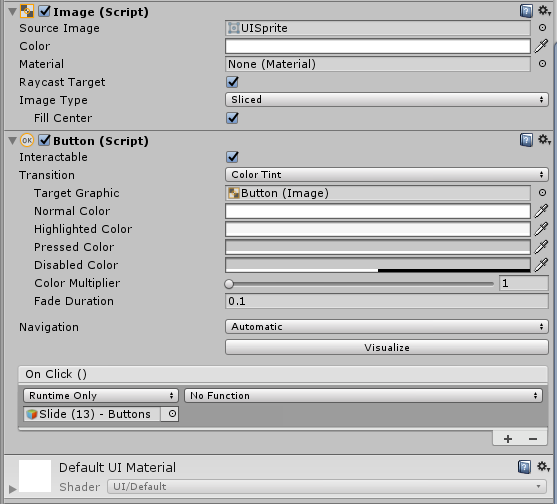 Image (Script)
Source Image UISprite
Color
Material None (Material)
Raycast Target
Image Type Sliced
Fill Center
OK Button (Script)
Interactable
Transition Color Tint
Target Graphic Button (Image)
Normal Color
Highlighted Color
Pressed Color
Disabled Color
Color Multiplier 1
Fade Duration 0.1
Navigation Automatic
Visualize
On Click ()
Runtime Only No Function
Slide (13) - Buttons
+ −
Default UI Material
Shader UI/Default